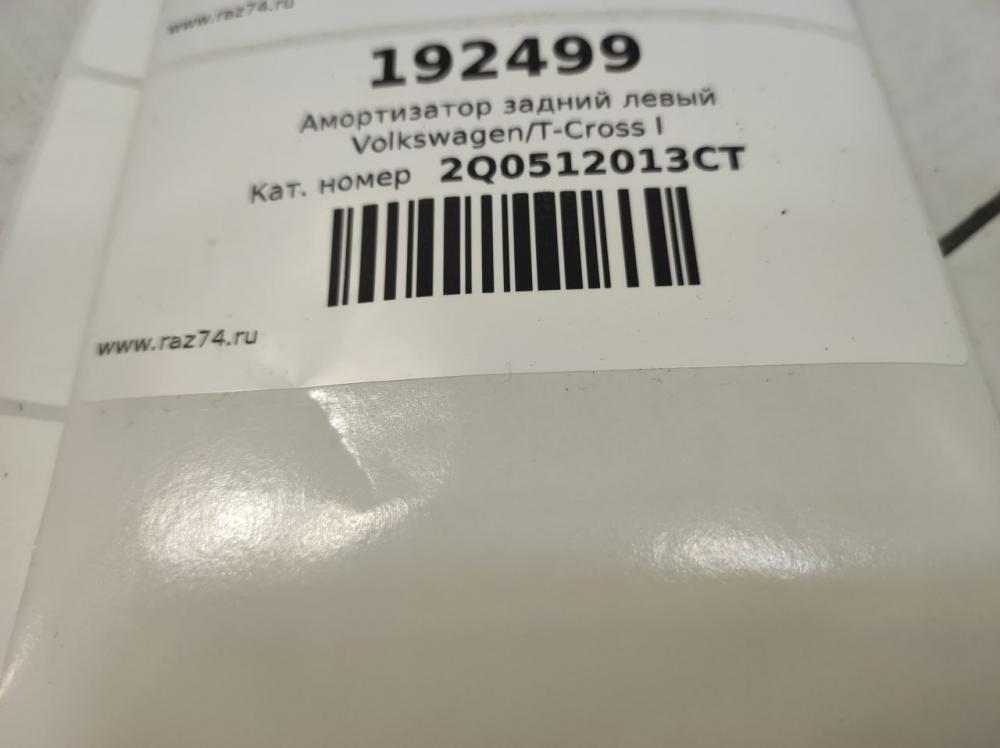 www.raz74.ru
192499
Амортизатор задний левый
Volkswagen/T-Cross I
Кат. номер 2Q0512013CT
www.raz74.ru